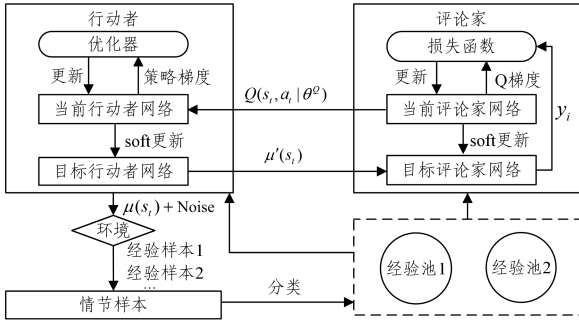 行动者
优化器
更新
策略梯度
当前行动者网络
soft更新
目标行动者网络
μ(s_t) + Noise
环境
经验样本1
经验样本2
...
情节样本
Q(s_t, a_t | θ^Q)
μ′(s_t)
分类
评论家
损失函数
更新
Q梯度
当前评论家网络
soft更新
目标评论家网络
y_i
经验池1
经验池2